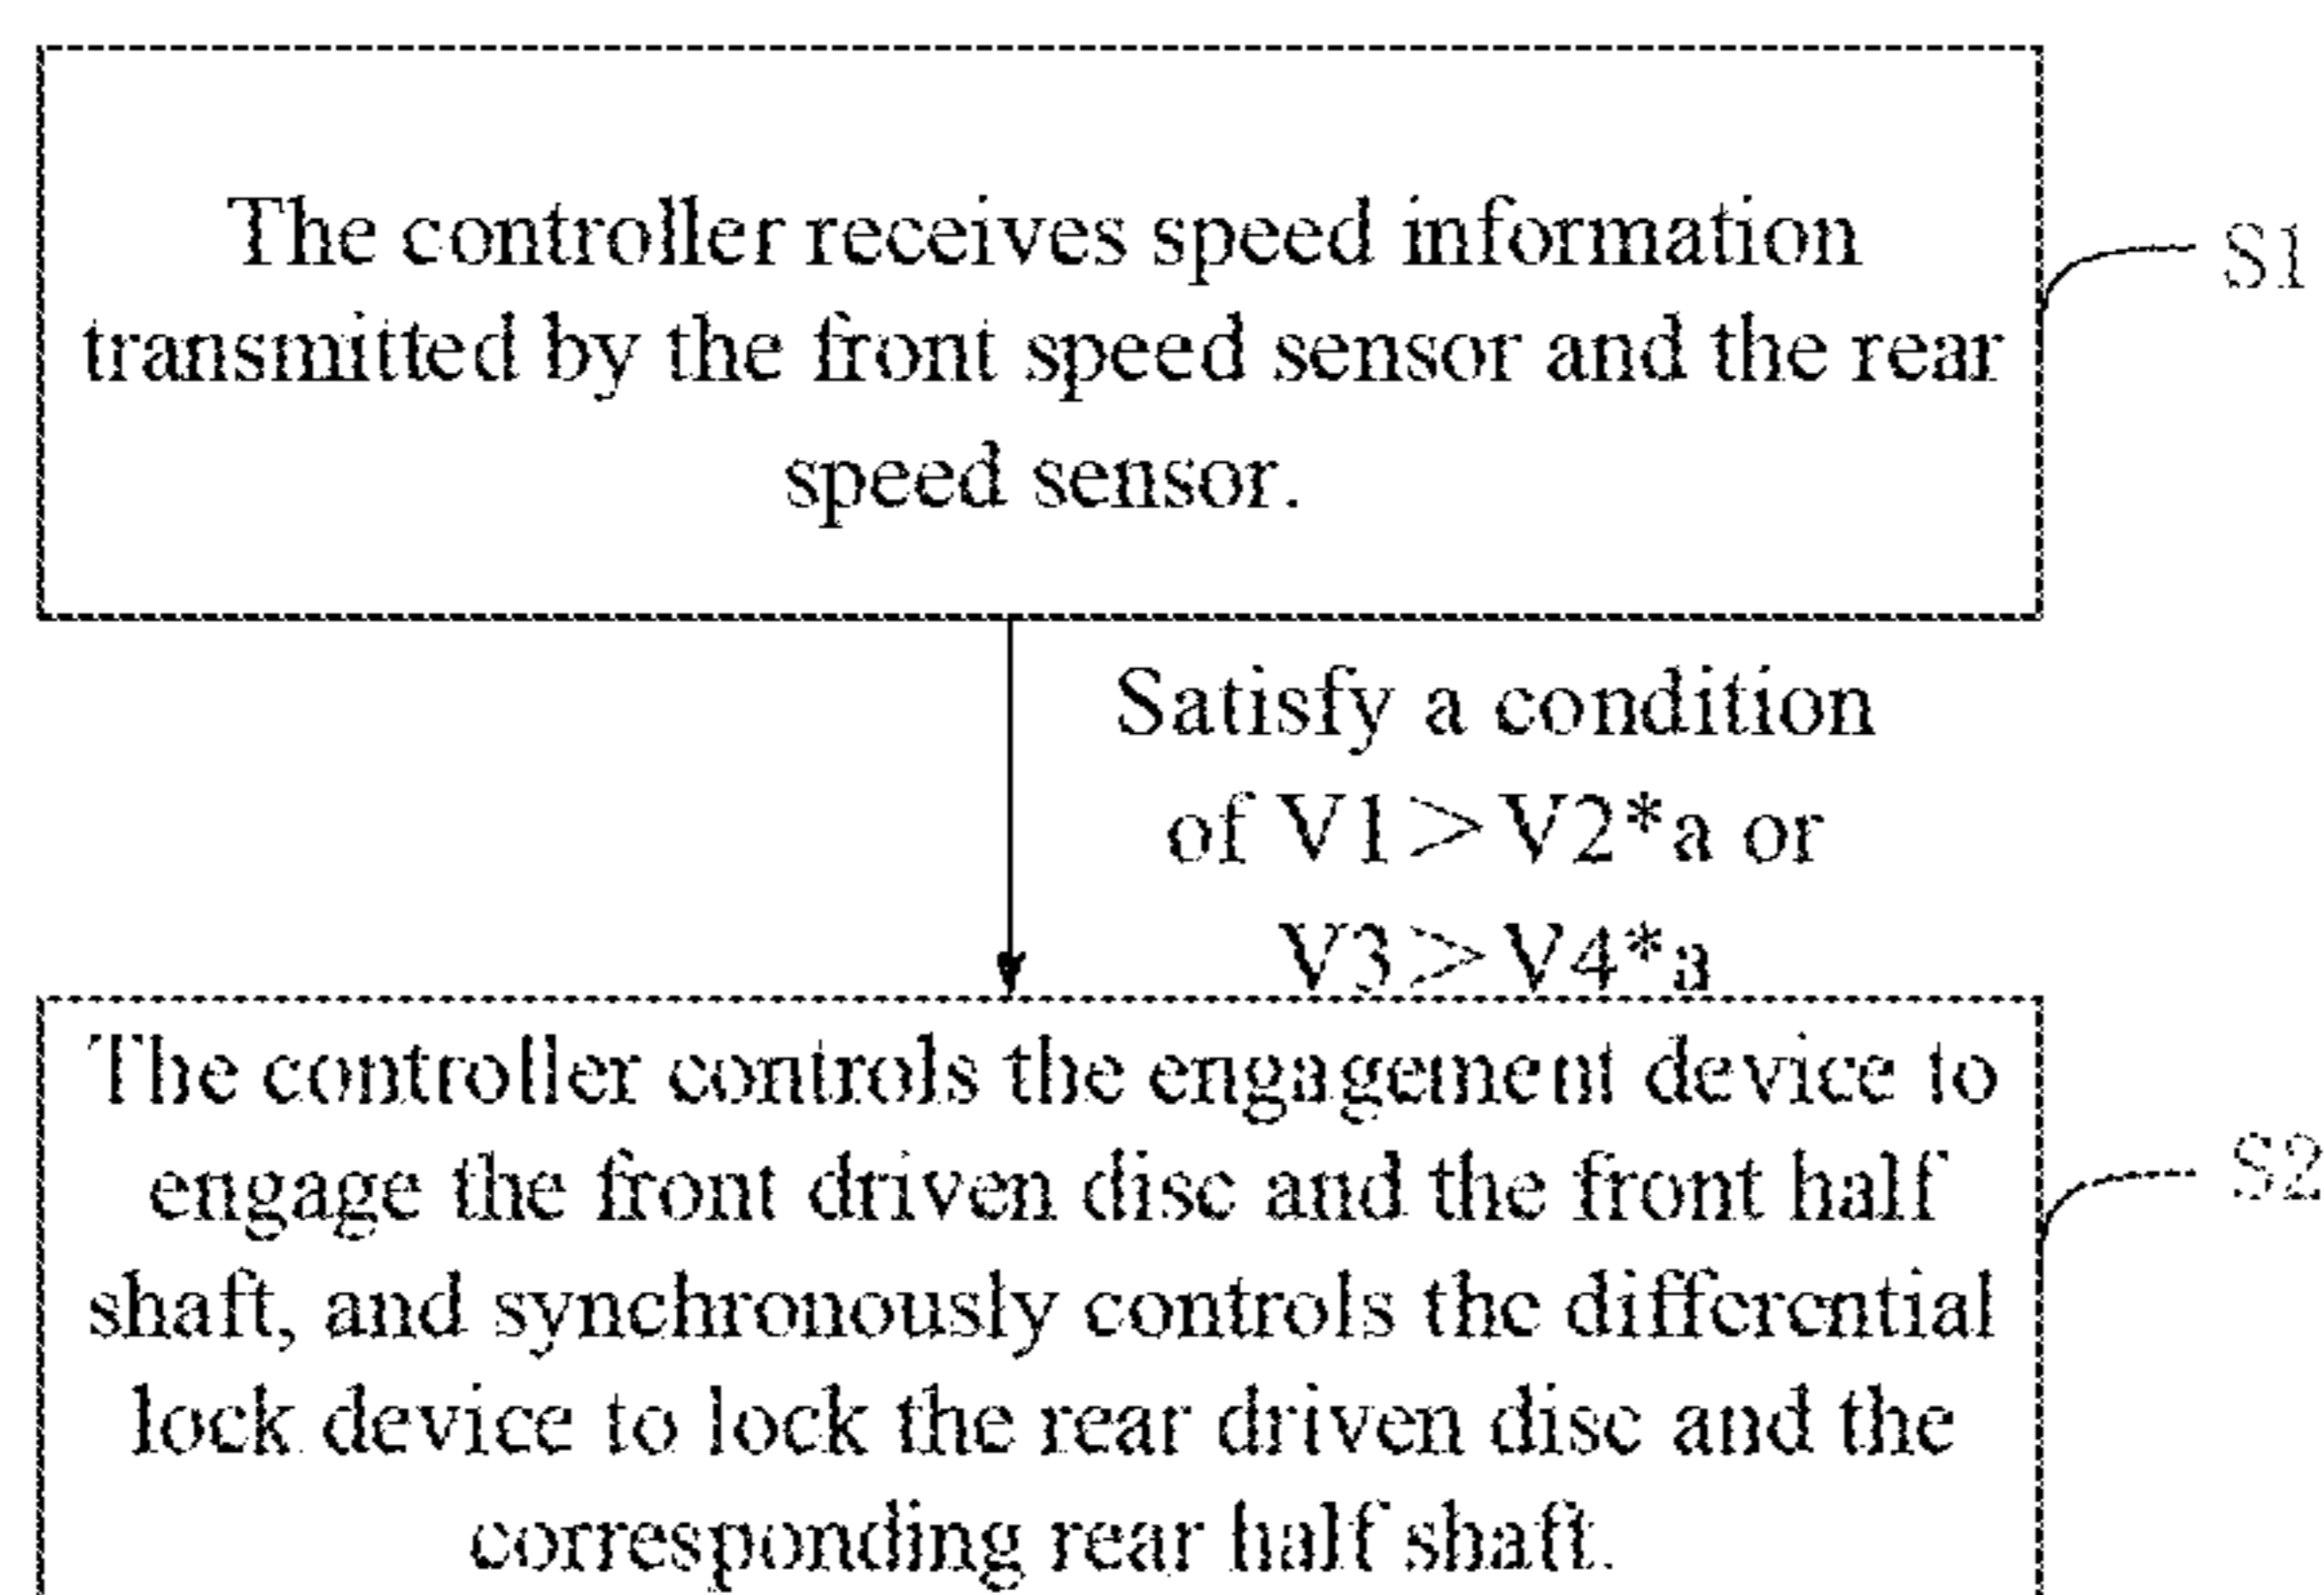 The controller receives speed information
transmitted by the front speed sensor and the rear
speed sensor.
S1
Satisfy a condition
of V1>V2*a or
V3>V4*a
The controller controls the engagement device to
engage the front driven disc and the front half
shaft, and synchronously controls the differential
lock device to lock the rear driven disc and the
corresponding rear half shaft.
S2